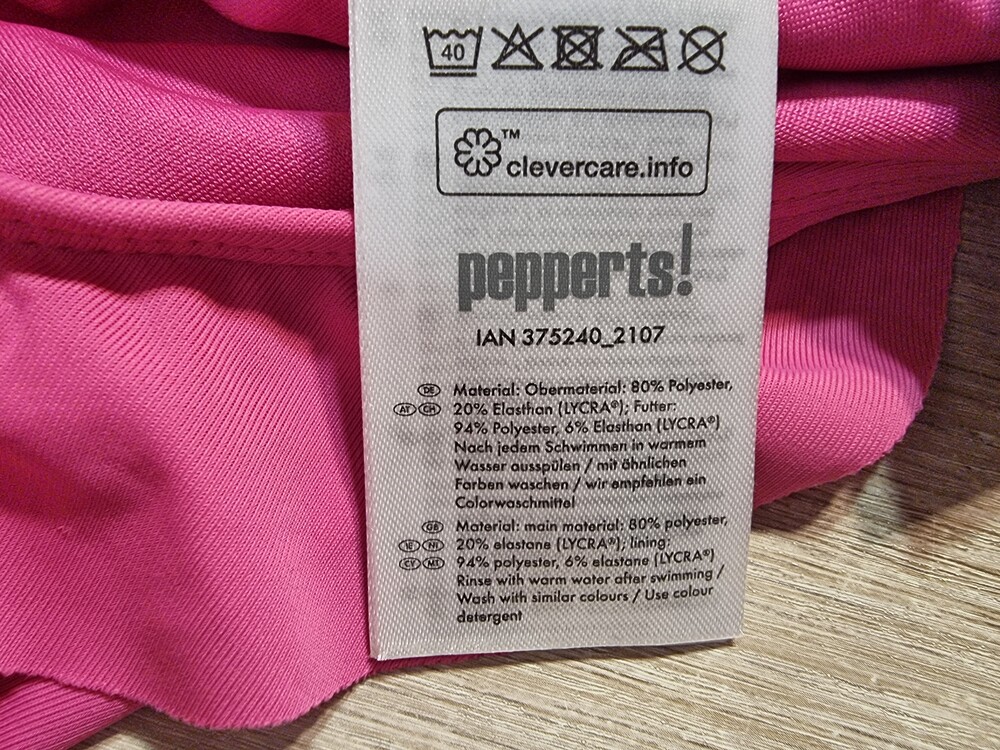 40
™
clevercare.info
pepperts!
IAN 375240_2107
DE Material: Obermaterial: 80% Polyester,
AT CH 20% Elasthan (LYCRA®); Futter:
94% Polyester, 6% Elasthan (LYCRA®)
Nach jedem Schwimmen in warmem
Wasser ausspülen / mit ähnlichen
Farben waschen / wir empfehlen ein
Colorwaschmittel
GB Material: main material: 80% polyester,
IE NI 20% elastane (LYCRA®); lining:
CY MT 94% polyester, 6% elastane (LYCRA®)
Rinse with warm water after swimming /
Wash with similar colours / Use colour
detergent